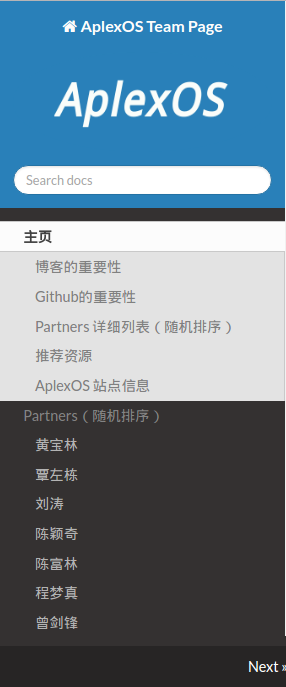 AplexOS Team Page
AplexOS
Search docs
主页
博客的重要性
Github的重要性
Partners 详细列表（随机排序）
推荐资源
AplexOS 站点信息
Partners（随机排序）
黄宝林
覃左栋
刘涛
陈颖奇
陈富林
程梦真
曾剑锋
Next »